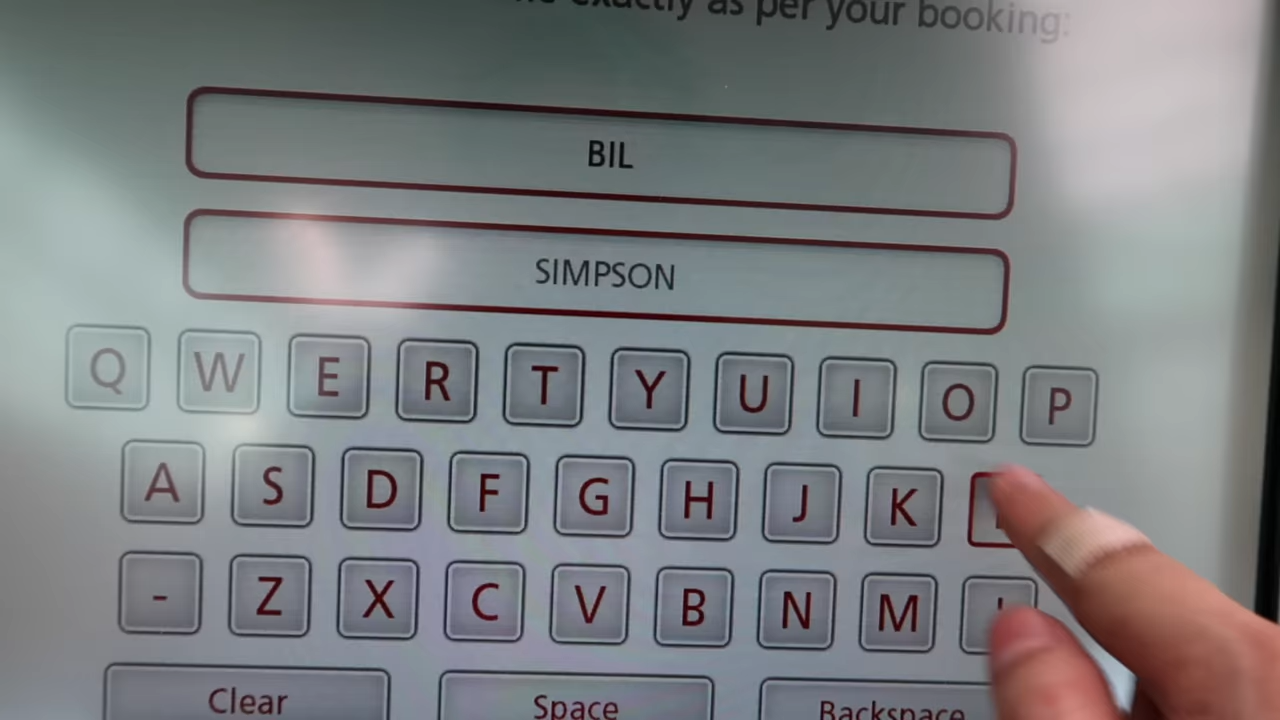 exactly as per your booking:
BIL
SIMPSON
Q W E R T Y U I O P
A S D F G H J K
- Z X C V B N M '
Clear Space Backspace